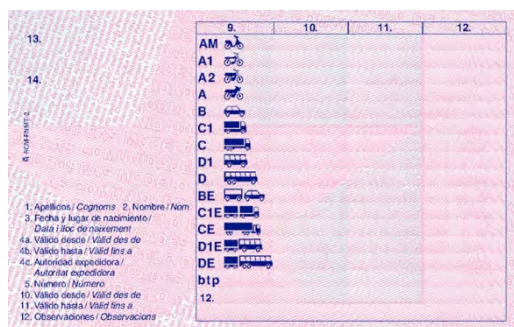 13.
14.
9. 10. 11. 12.
AM
A1
A2
A
B
C1
C
D1
D
BE
C1E
CE
D1E
DE
btp
12.
1. Apellidos / Cognoms 2. Nombre / Nom
3. Fecha y lugar de nacimiento /
Data i lloc de naixement
4a. Válido desde / Vàlid des de
4b. Válido hasta / Vàlid fins a
4c. Autoridad expedidora /
Autoritat expedidora
5. Número / Número
10. Válido desde / Vàlid des de
11. Válido hasta / Vàlid fins a
12. Observaciones / Observacions